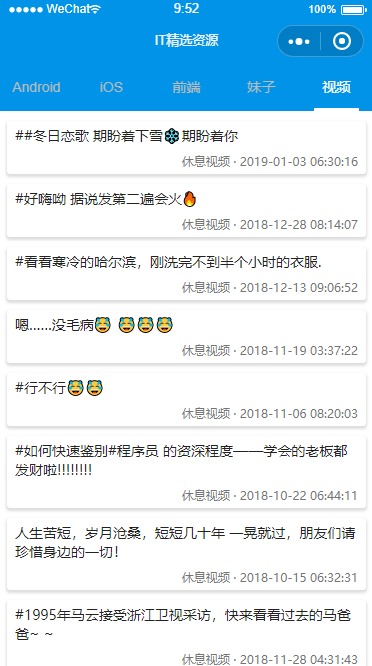 WeChat 9:52 100%
IT精选资源
Android iOS 前端 妹子 视频
##冬日恋歌 期盼着下雪❄期盼着你
休息视频 · 2019-01-03 06:30:16
#好嗨呦 据说发第二遍会火🔥
休息视频 · 2018-12-28 08:14:07
#看看寒冷的哈尔滨，刚洗完不到半个小时的衣服.
休息视频 · 2018-12-13 09:06:52
嗯……没毛病😅 😅😅😅
休息视频 · 2018-11-19 03:37:22
#行不行😅😅
休息视频 · 2018-11-06 08:20:03
#如何快速鉴别#程序员 的资深程度——学会的老板都
发财啦!!!!!!!!
休息视频 · 2018-10-22 06:44:11
人生苦短，岁月沧桑，短短几十年 一晃就过，朋友们请
珍惜身边的一切！
休息视频 · 2018-10-15 06:32:31
#1995年马云接受浙江卫视采访，快来看看过去的马爸
爸~ ~
休息视频 · 2018-11-28 04:31:43